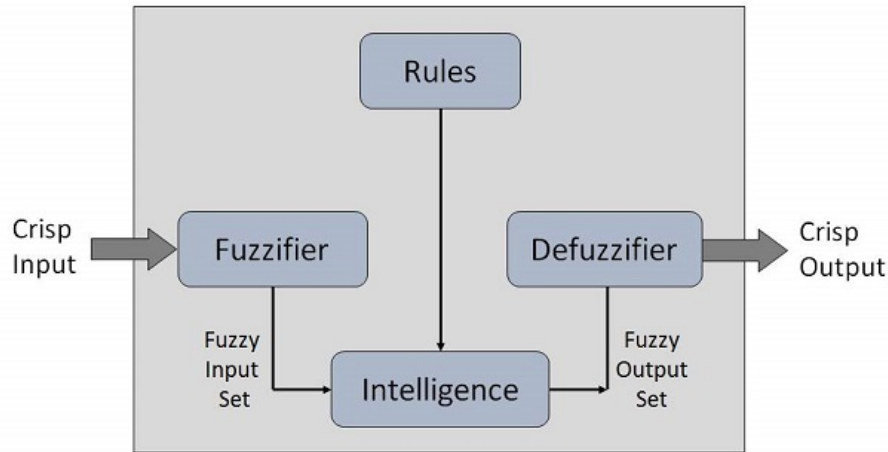 Rules
Crisp
Input
Fuzzifier
Defuzzifier
Crisp
Output
Fuzzy
Input
Set
Intelligence
Fuzzy
Output
Set